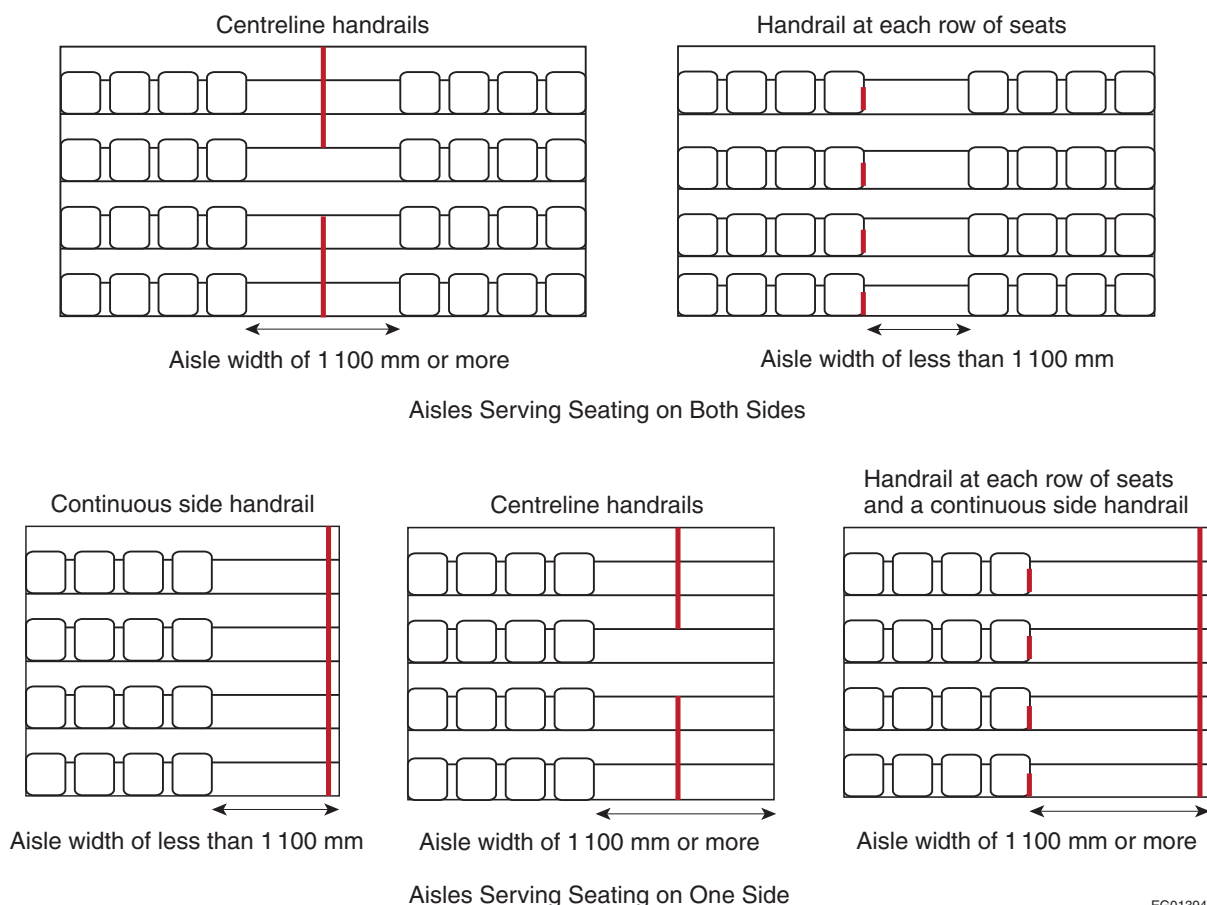 Centreline handrails
Handrail at each row of seats
Aisle width of 1 100 mm or more
Aisle width of less than 1 100 mm
Aisles Serving Seating on Both Sides
Continuous side handrail
Centreline handrails
Handrail at each row of seats
and a continuous side handrail
Aisle width of less than 1 100 mm
Aisle width of 1 100 mm or more
Aisle width of 1 100 mm or more
Aisles Serving Seating on One Side